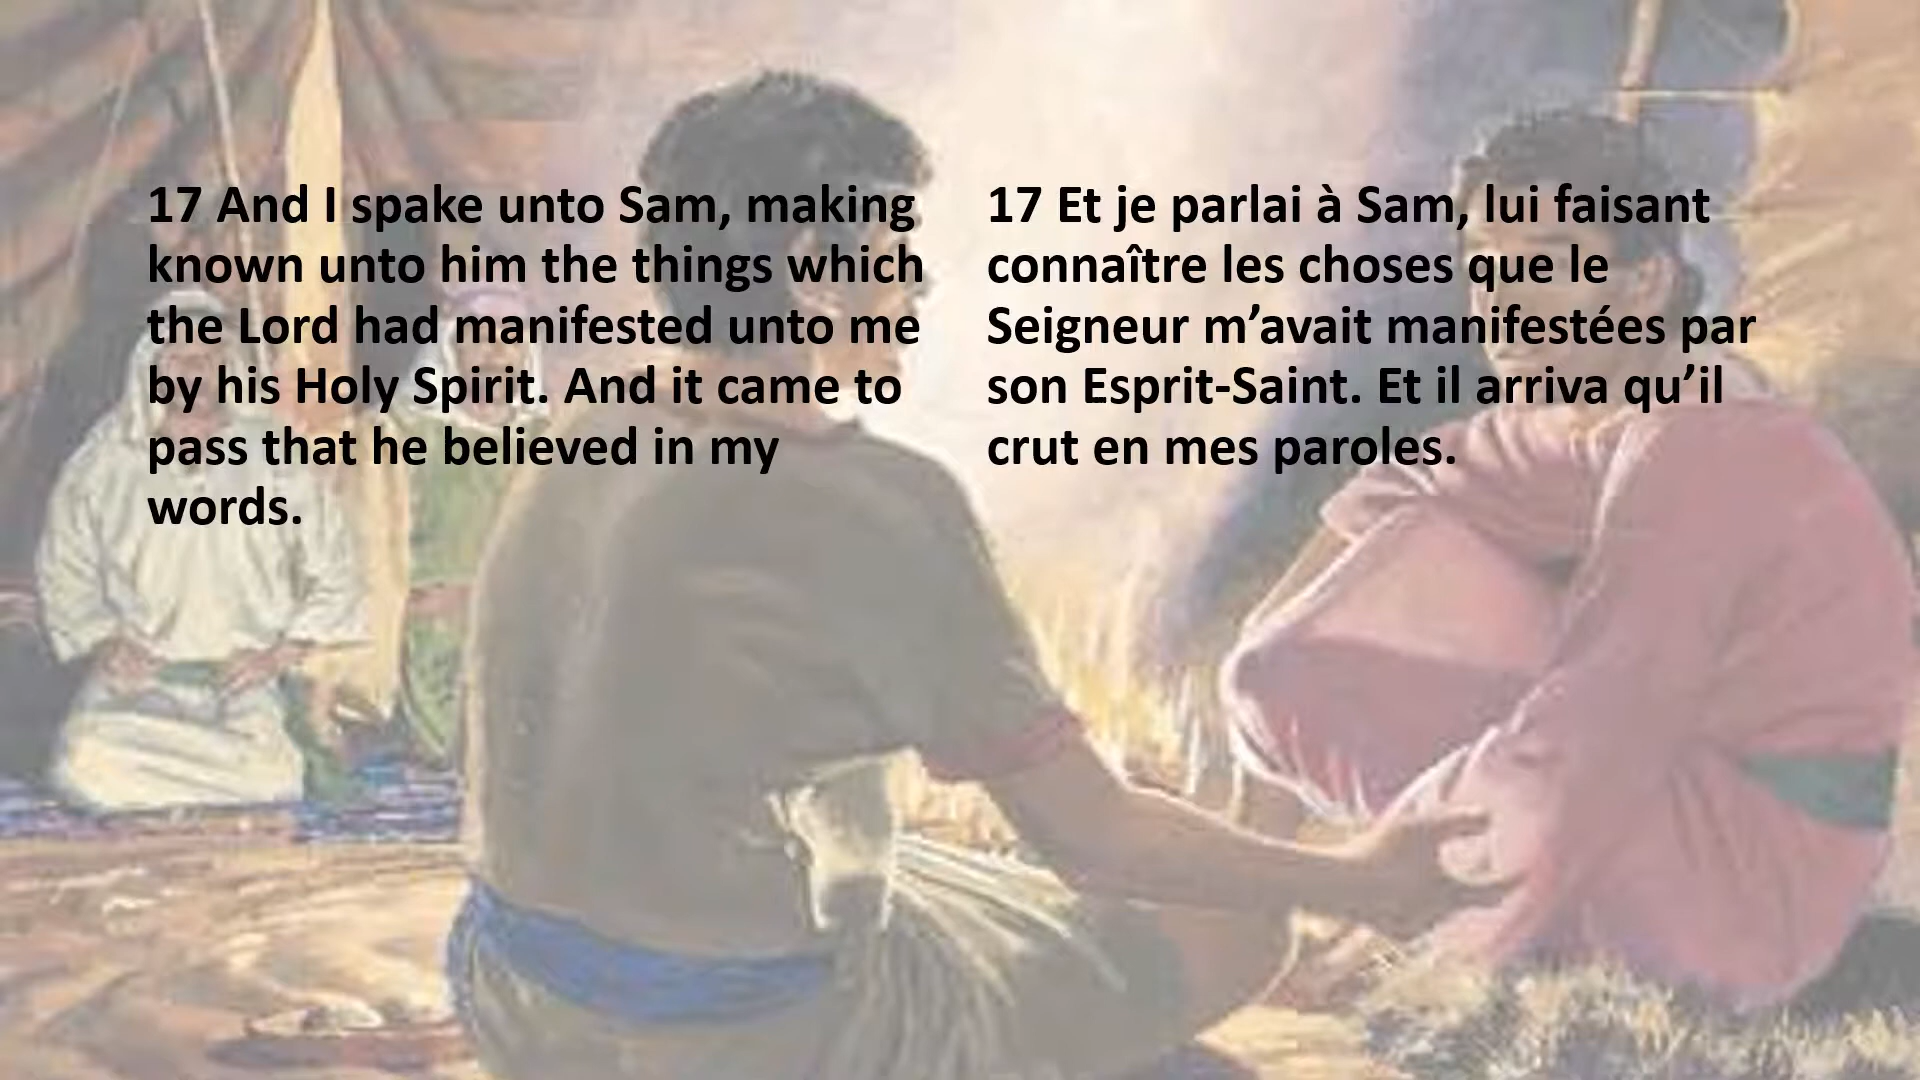 17 And I spake unto Sam, making
known unto him the things which
the Lord had manifested unto me
by his Holy Spirit. And it came to
pass that he believed in my
words.
17 Et je parlai à Sam, lui faisant
connaître les choses que le
Seigneur m’avait manifestées par
son Esprit-Saint. Et il arriva qu’il
crut en mes paroles.